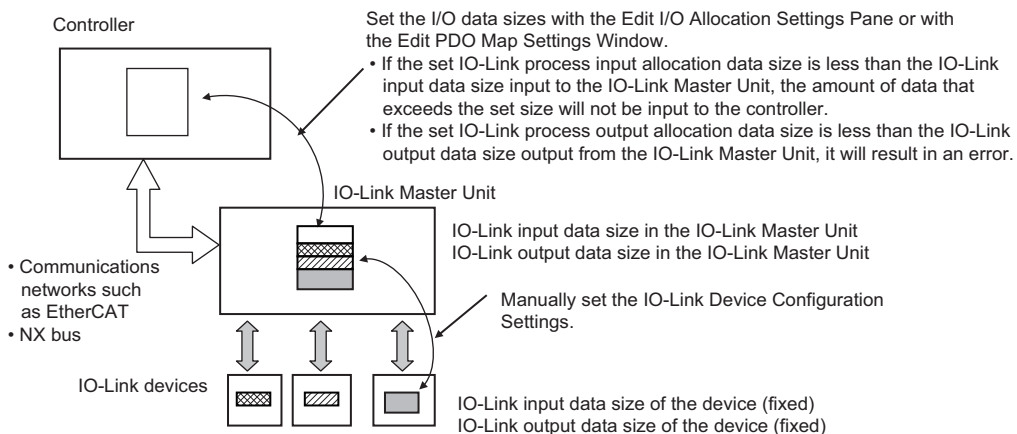 Controller
Set the I/O data sizes with the Edit I/O Allocation Settings Pane or with
the Edit PDO Map Settings Window.
• If the set IO-Link process input allocation data size is less than the IO-Link
input data size input to the IO-Link Master Unit, the amount of data that
exceeds the set size will not be input to the controller.
• If the set IO-Link process output allocation data size is less than the IO-Link
output data size output from the IO-Link Master Unit, it will result in an error.
IO-Link Master Unit
IO-Link input data size in the IO-Link Master Unit
IO-Link output data size in the IO-Link Master Unit
• Communications
networks such
as EtherCAT
• NX bus
Manually set the IO-Link Device Configuration
Settings.
IO-Link devices
IO-Link input data size of the device (fixed)
IO-Link output data size of the device (fixed)